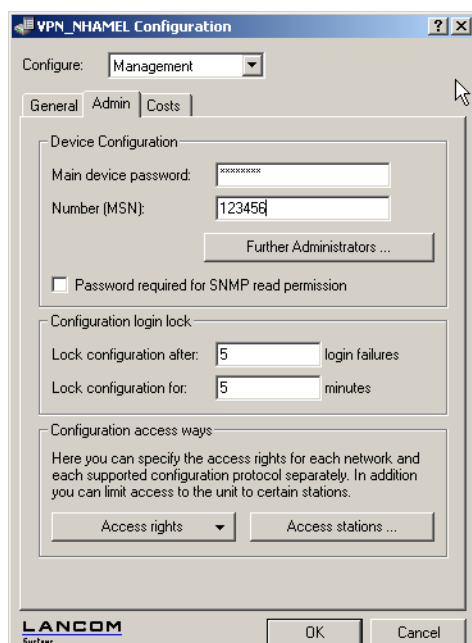 VPN_NHAMEL Configuration
Configure: Management
General Admin Costs
Device Configuration
Main device password: ********
Number (MSN): 123456
Further Administrators ...
Password required for SNMP read permission
Configuration login lock
Lock configuration after: 5 login failures
Lock configuration for: 5 minutes
Configuration access ways
Here you can specify the access rights for each network and
each supported configuration protocol separately. In addition
you can limit access to the unit to certain stations.
Access rights Access stations ...
LANCOM
Systems
OK Cancel